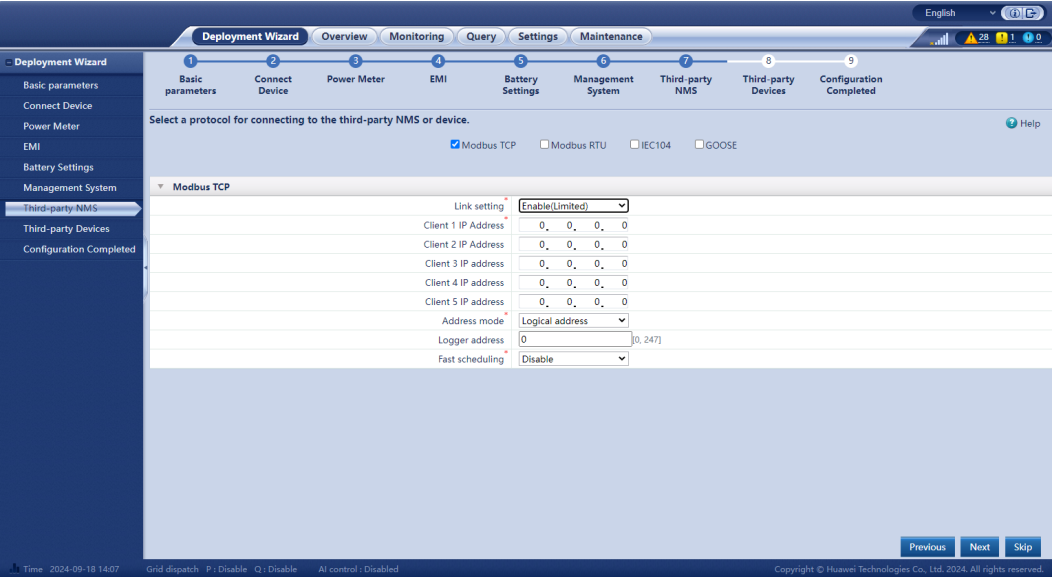 English
Deployment Wizard Overview Monitoring Query Settings Maintenance
28 1 0
Deployment Wizard
Basic parameters
Connect Device
Power Meter
EMI
Battery Settings
Management System
Third-party NMS
Third-party Devices
Configuration Completed
1 2 3 4 5 6 7 8 9
Basic parameters
Connect Device
Power Meter
EMI
Battery Settings
Management System
Third-party NMS
Third-party Devices
Configuration Completed
Select a protocol for connecting to the third-party NMS or device.
Help
Modbus TCP Modbus RTU IEC104 GOOSE
Modbus TCP
Link setting* Enable(Limited)
Client 1 IP Address* 0. 0. 0. 0
Client 2 IP Address 0. 0. 0. 0
Client 3 IP address 0. 0. 0. 0
Client 4 IP address 0. 0. 0. 0
Client 5 IP address 0. 0. 0. 0
Address mode* Logical address
Logger address 0 [0, 247]
Fast scheduling* Disable
Previous Next Skip
Time 2024-09-18 14:07 Grid dispatch P : Disable Q : Disable AI control : Disabled Copyright © Huawei Technologies Co., Ltd. 2024. All rights reserved.